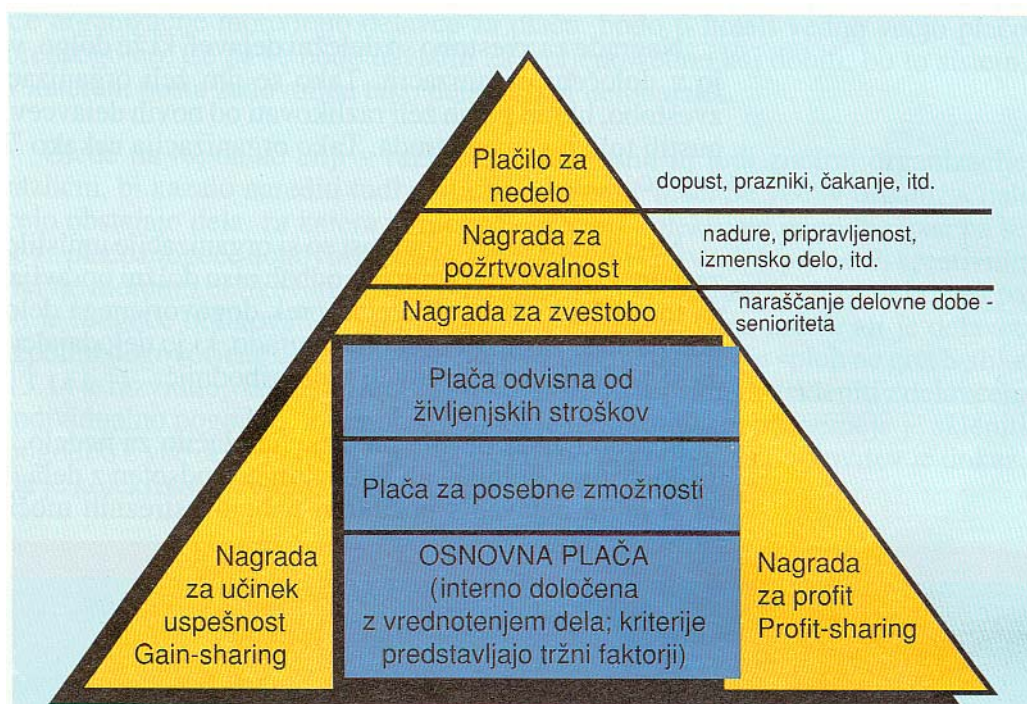 Plačilo za
nedelo
dopust, prazniki, čakanje, itd.
Nagrada za
požrtvovalnost
nadure, pripravljenost,
izmensko delo, itd.
Nagrada za zvestobo
naraščanje delovne dobe -
senioriteta
Plača odvisna od
življenjskih stroškov
Plača za posebne zmožnosti
OSNOVNA PLAČA
(interno določena
z vrednotenjem dela; kriterije
predstavljajo tržni faktorji)
Nagrada
za učinek
uspešnost
Gain-sharing
Nagrada
za profit
Profit-sharing